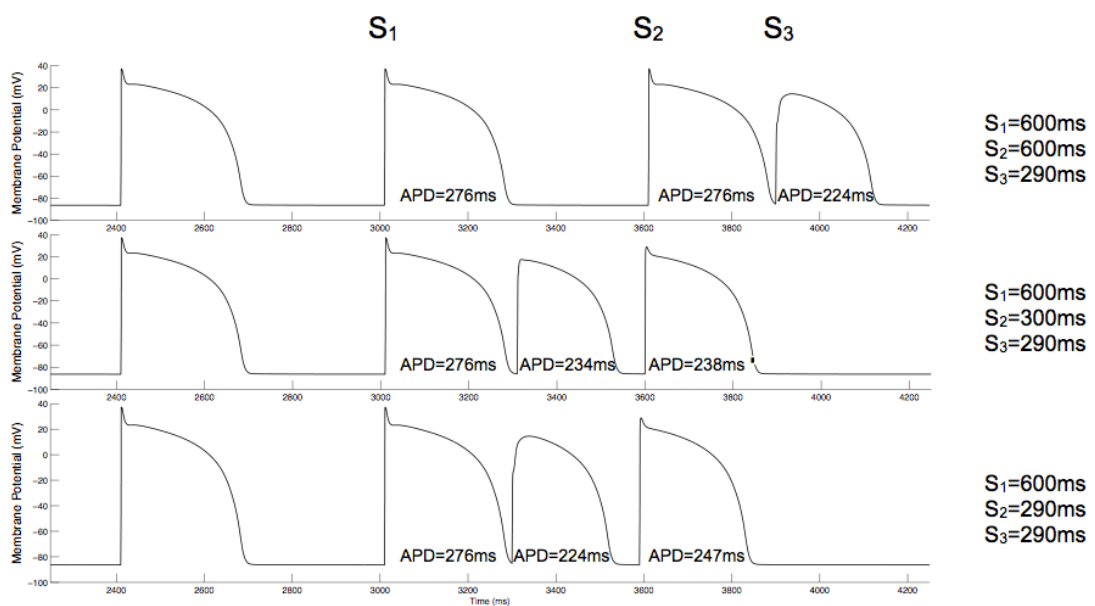 S₁ S₂ S₃
Membrane Potential (mV)
40
20
0
−20
−40
−60
−80
−100
APD=276ms APD=276ms APD=224ms
2400 2600 2800 3000 3200 3400 3600 3800 4000 4200
S₁=600ms
S₂=600ms
S₃=290ms
Membrane Potential (mV)
40
20
0
−20
−40
−60
−80
−100
APD=276ms APD=234ms APD=238ms
2400 2600 2800 3000 3200 3400 3600 3800 4000 4200
S₁=600ms
S₂=300ms
S₃=290ms
Membrane Potential (mV)
40
20
0
−20
−40
−60
−80
−100
APD=276ms APD=224ms APD=247ms
2400 2600 2800 3000 3200 3400 3600 3800 4000 4200
Time (ms)
S₁=600ms
S₂=290ms
S₃=290ms